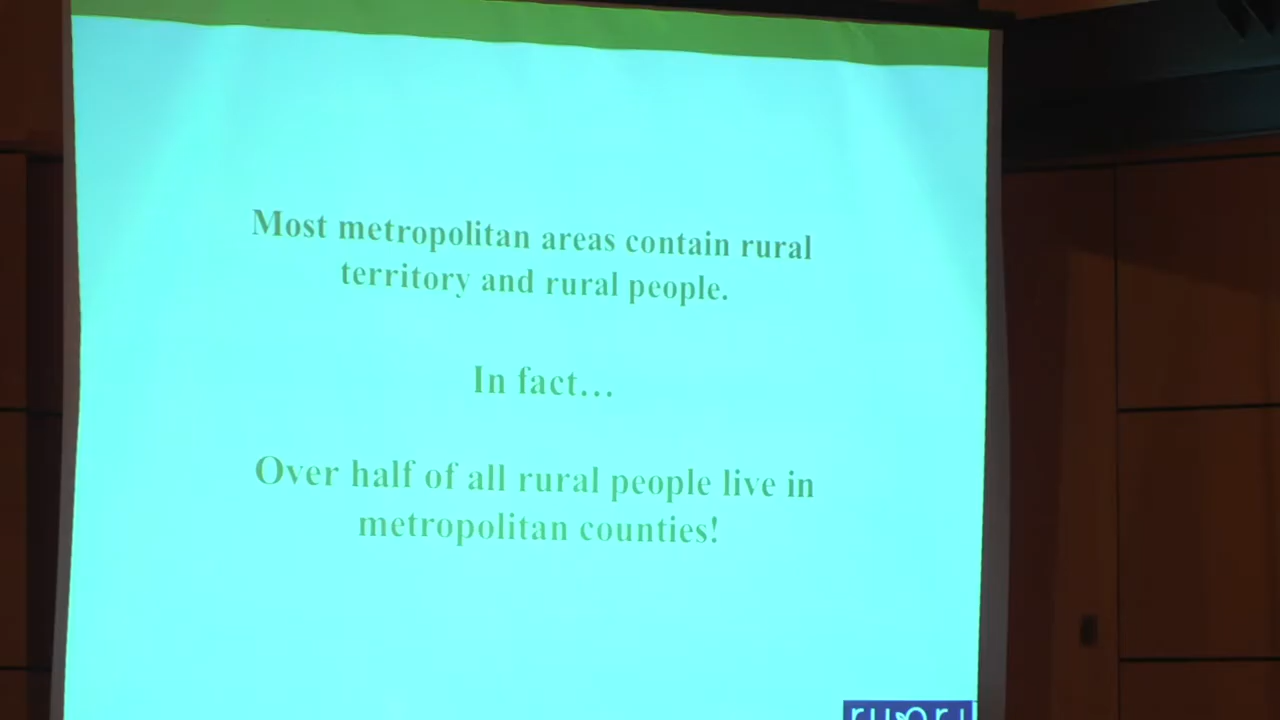 Most metropolitan areas contain rural
territory and rural people.
In fact...
Over half of all rural people live in
metropolitan counties!